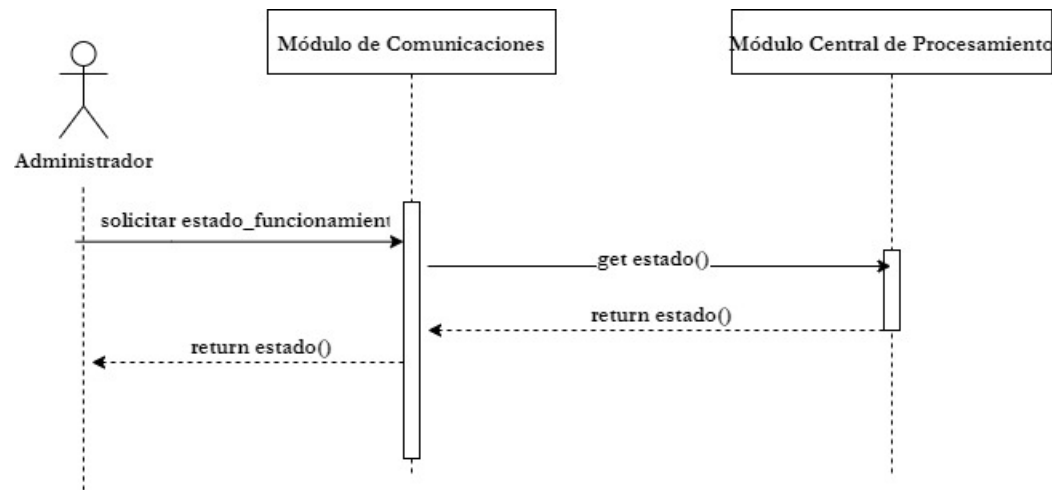 Módulo de Comunicaciones
Módulo Central de Procesamiento
Administrador
solicitar estado_funcionamient
get estado()
return estado()
return estado()